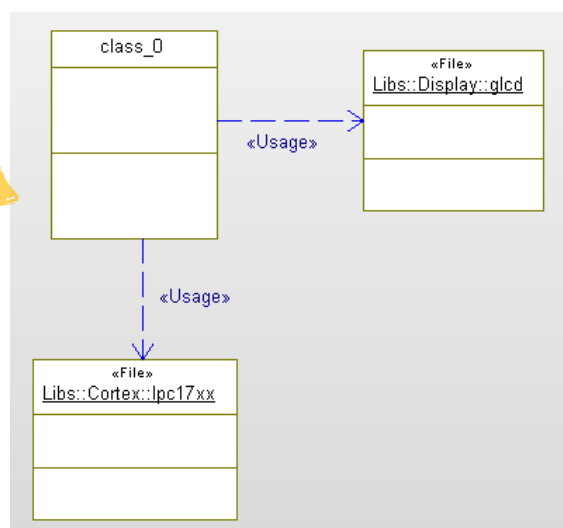 class_0
«File»
Libs::Display::glcd
«Usage»
«Usage»
«File»
Libs::Cortex::lpc17xx